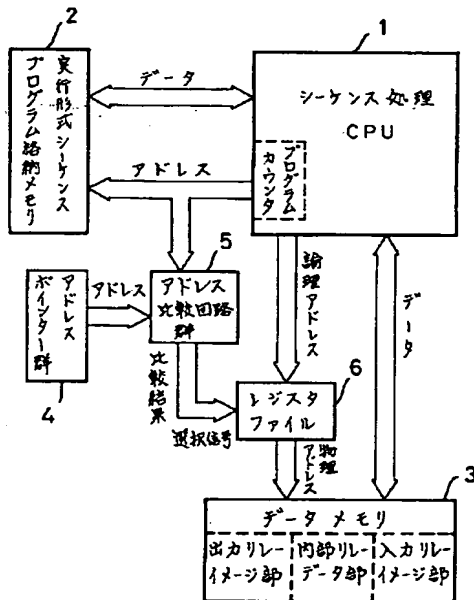 2
1
実行形式シーケンス
プログラム格納メモリ
データ
シーケンス処理
CPU
プログラム
カウンタ
アドレス
5
アドレス
比較回路
群
アドレス
ポインター群
アドレス
4
論理アドレス
データ
比較結果
選択信号
6
レジスタ
ファイル
物理
アドレス
3
データメモリ
出力リレー
イメージ部
内部リレー
データ部
入力リレー
イメージ部